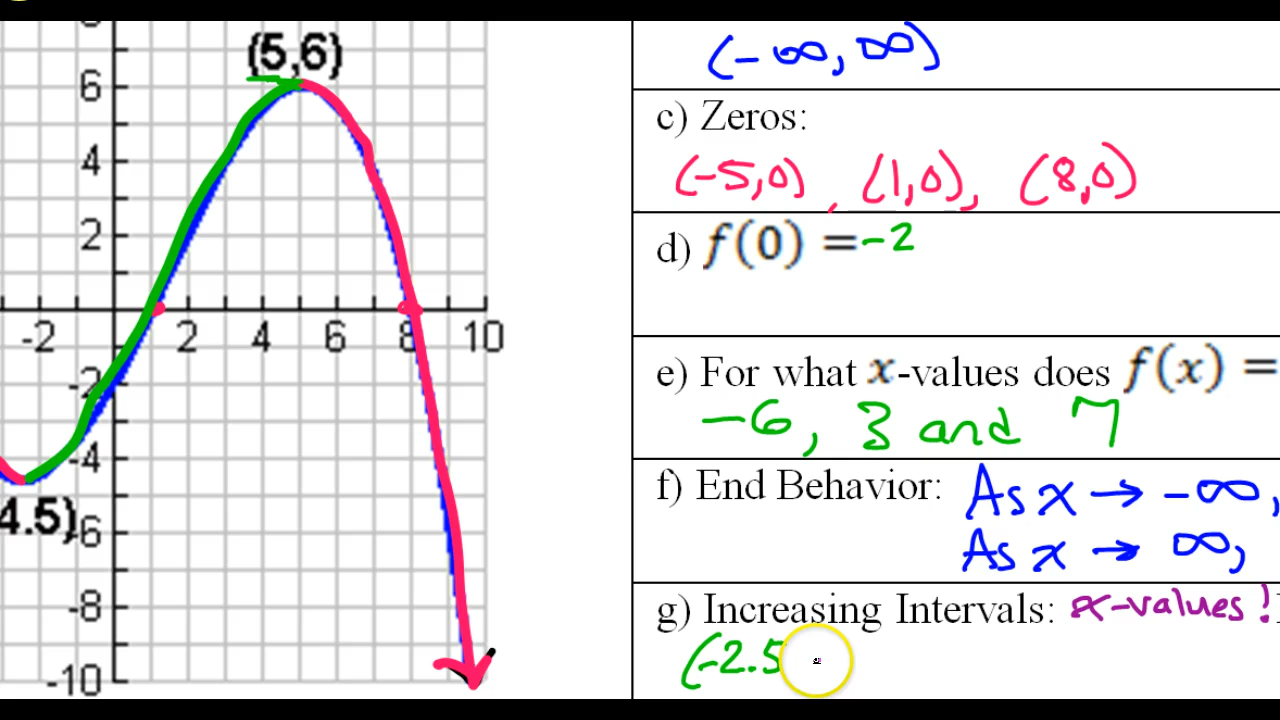 (5,6)
6
4
2
-2 2 4 6 8 10
-2
-4
4.5)
-6
-8
-10
(-∞, ∞)
c) Zeros:
(-5,0), (1,0), (8,0)
d) f(0) = -2
e) For what x-values does f(x) =
-6, 3 and 7
f) End Behavior: As x → -∞,
As x → ∞,
g) Increasing Intervals: x-values!
(-2.5